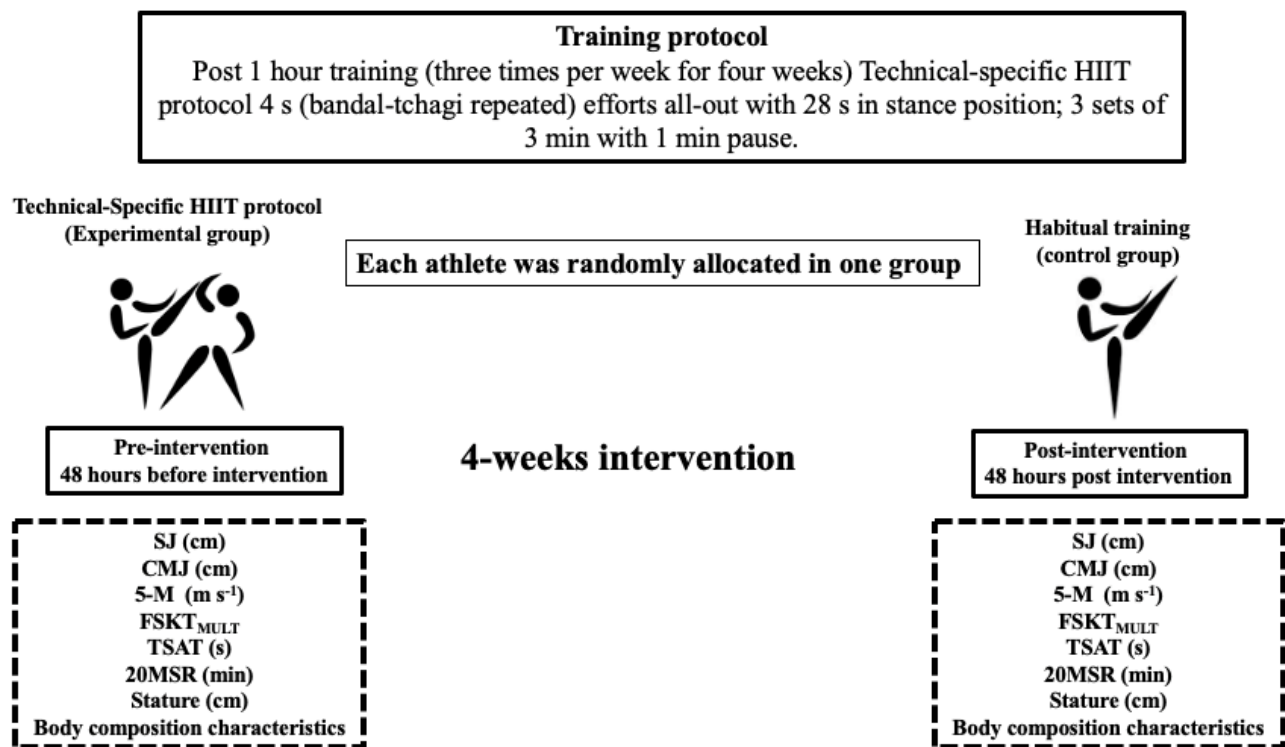 Training protocol
Post 1 hour training (three times per week for four weeks) Technical-specific HIIT
protocol 4 s (bandal-tchagi repeated) efforts all-out with 28 s in stance position; 3 sets of
3 min with 1 min pause.
Technical-Specific HIIT protocol
(Experimental group)
Each athlete was randomly allocated in one group
Habitual training
(control group)
Pre-intervention
48 hours before intervention
4-weeks intervention
Post-intervention
48 hours post intervention
SJ (cm)
CMJ (cm)
5-M (m s⁻¹)
FSKT_MULT
TSAT (s)
20MSR (min)
Stature (cm)
Body composition characteristics
SJ (cm)
CMJ (cm)
5-M (m s⁻¹)
FSKT_MULT
TSAT (s)
20MSR (min)
Stature (cm)
Body composition characteristics